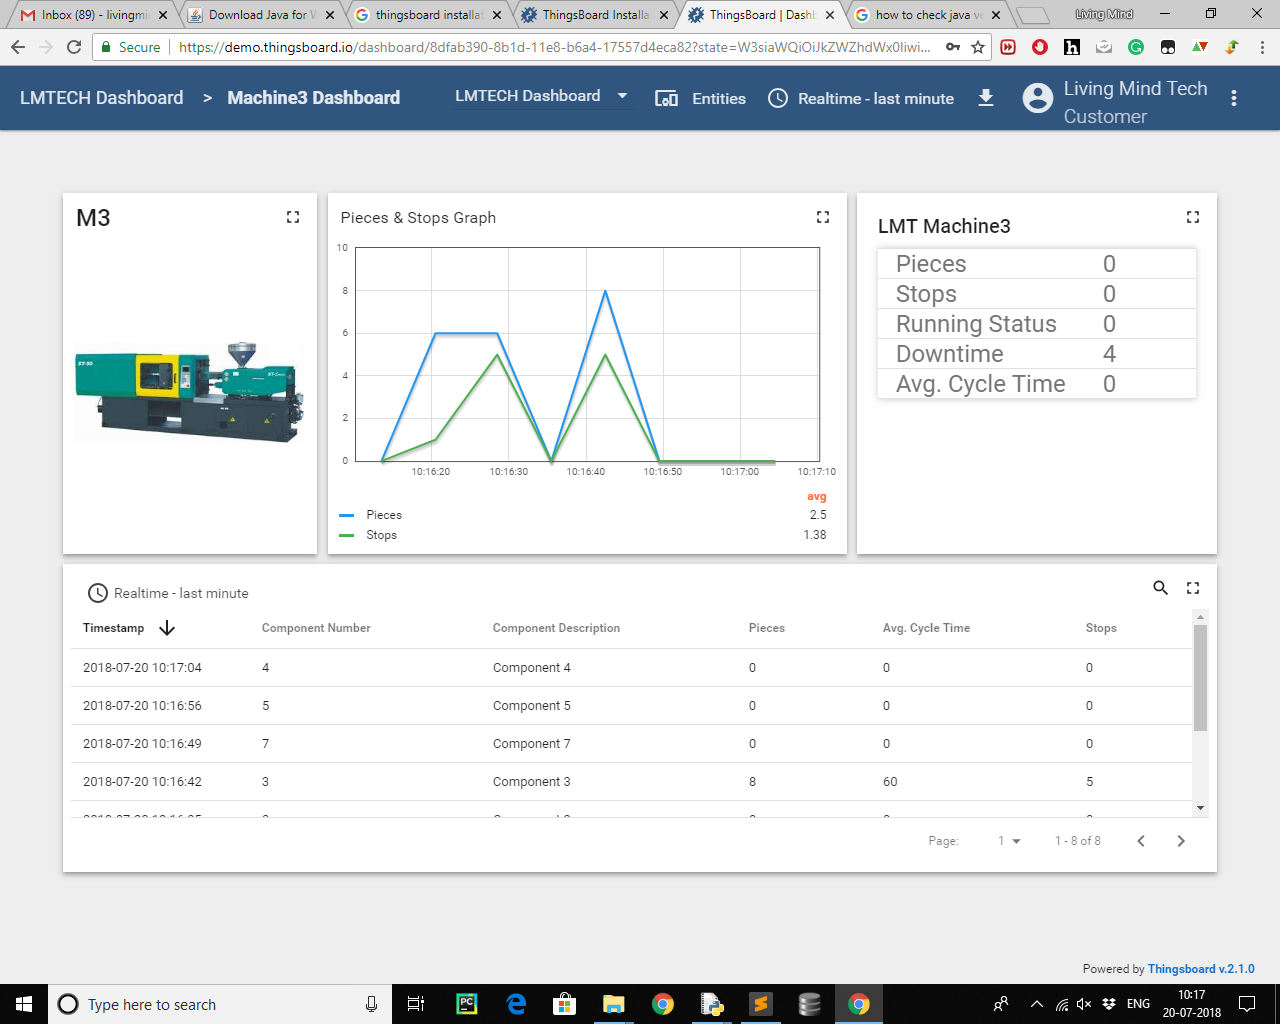 Inbox (89) - livingmi
Download Java for W
thingsboard installat
ThingsBoard Installa
ThingsBoard | Dashb
how to check java ve
Living Mind
Secure
https://demo.thingsboard.io/dashboard/8dfab390-8b1d-11e8-b6a4-17557d4eca82?state=W3siaWQiOiJkZWZhdWx0Iiwi...
LMTECH Dashboard > Machine3 Dashboard
LMTECH Dashboard
Entities
Realtime - last minute
Living Mind Tech
Customer
M3
Pieces & Stops Graph
10
8
6
4
2
0
10:16:20 10:16:30 10:16:40 10:16:50 10:17:00 10:17:10
avg
Pieces 2.5
Stops 1.38
LMT Machine3
Pieces 0
Stops 0
Running Status 0
Downtime 4
Avg. Cycle Time 0
Realtime - last minute
Timestamp Component Number Component Description Pieces Avg. Cycle Time Stops
2018-07-20 10:17:04 4 Component 4 0 0 0
2018-07-20 10:16:56 5 Component 5 0 0 0
2018-07-20 10:16:49 7 Component 7 0 0 0
2018-07-20 10:16:42 3 Component 3 8 60 5
Page: 1 1 - 8 of 8
Powered by Thingsboard v.2.1.0
Type here to search
PC
ENG
10:17
20-07-2018